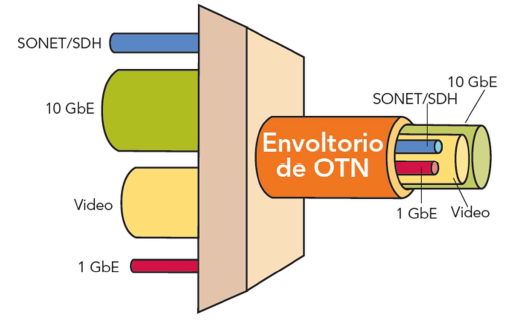 SONET/SDH
10 GbE
Video
1 GbE
Envoltorio
de OTN
10 GbE
SONET/SDH
1 GbE
Video